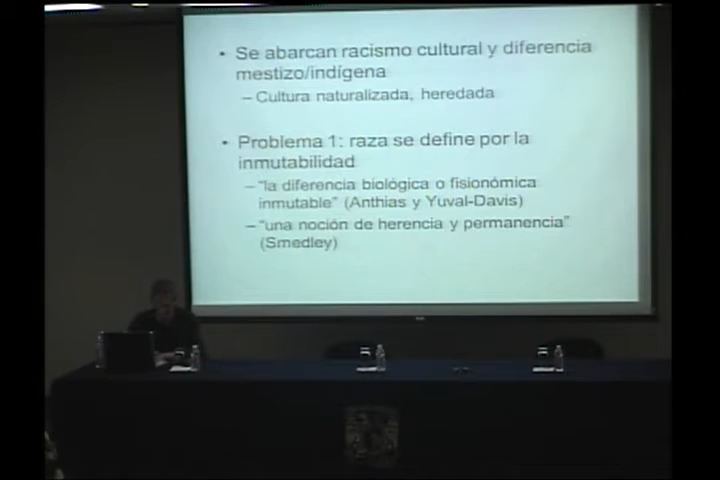 • Se abarcan racismo cultural y diferencia
mestizo/indígena
– Cultura naturalizada, heredada
• Problema 1: raza se define por la
inmutabilidad
– "la diferencia biológica o fisionómica
inmutable" (Anthias y Yuval-Davis)
– "una noción de herencia y permanencia"
(Smedley)